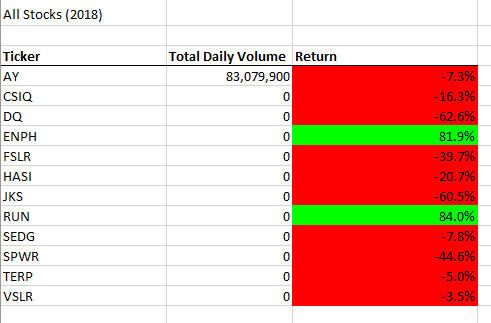 All Stocks (2018)
Ticker Total Daily Volume Return
AY 83,079,900 -7.3%
CSIQ 0 -16.3%
DQ 0 -62.6%
ENPH 0 81.9%
FSLR 0 -39.7%
HASI 0 -20.7%
JKS 0 -60.5%
RUN 0 84.0%
SEDG 0 -7.8%
SPWR 0 -44.6%
TERP 0 -5.0%
VSLR 0 -3.5%